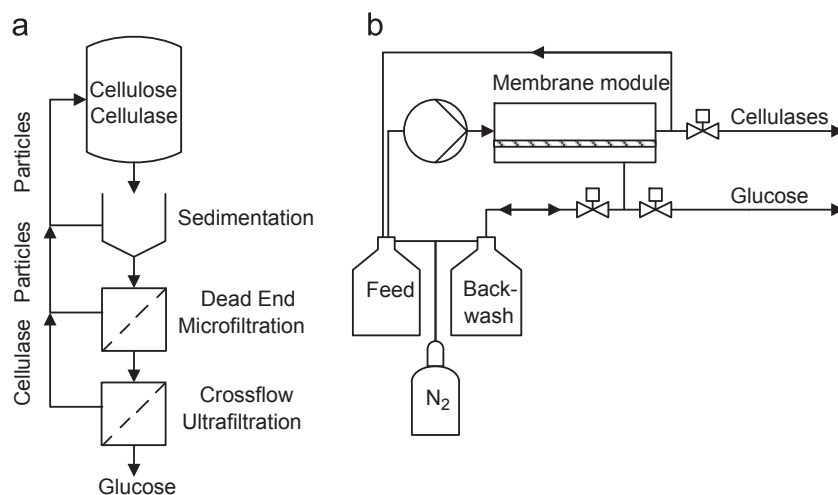 a
Cellulose
Cellulase
Particles
Sedimentation
Particles
Dead End
Microfiltration
Cellulase
Crossflow
Ultrafiltration
Glucose
b
Membrane module
Cellulases
Glucose
Feed
Back-
wash
N2